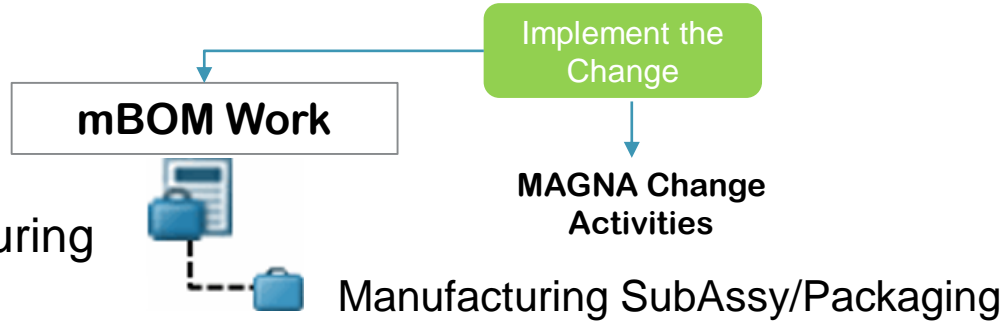 Implement the
Change
mBOM Work
MAGNA Change
Activities
uring
Manufacturing SubAssy/Packaging